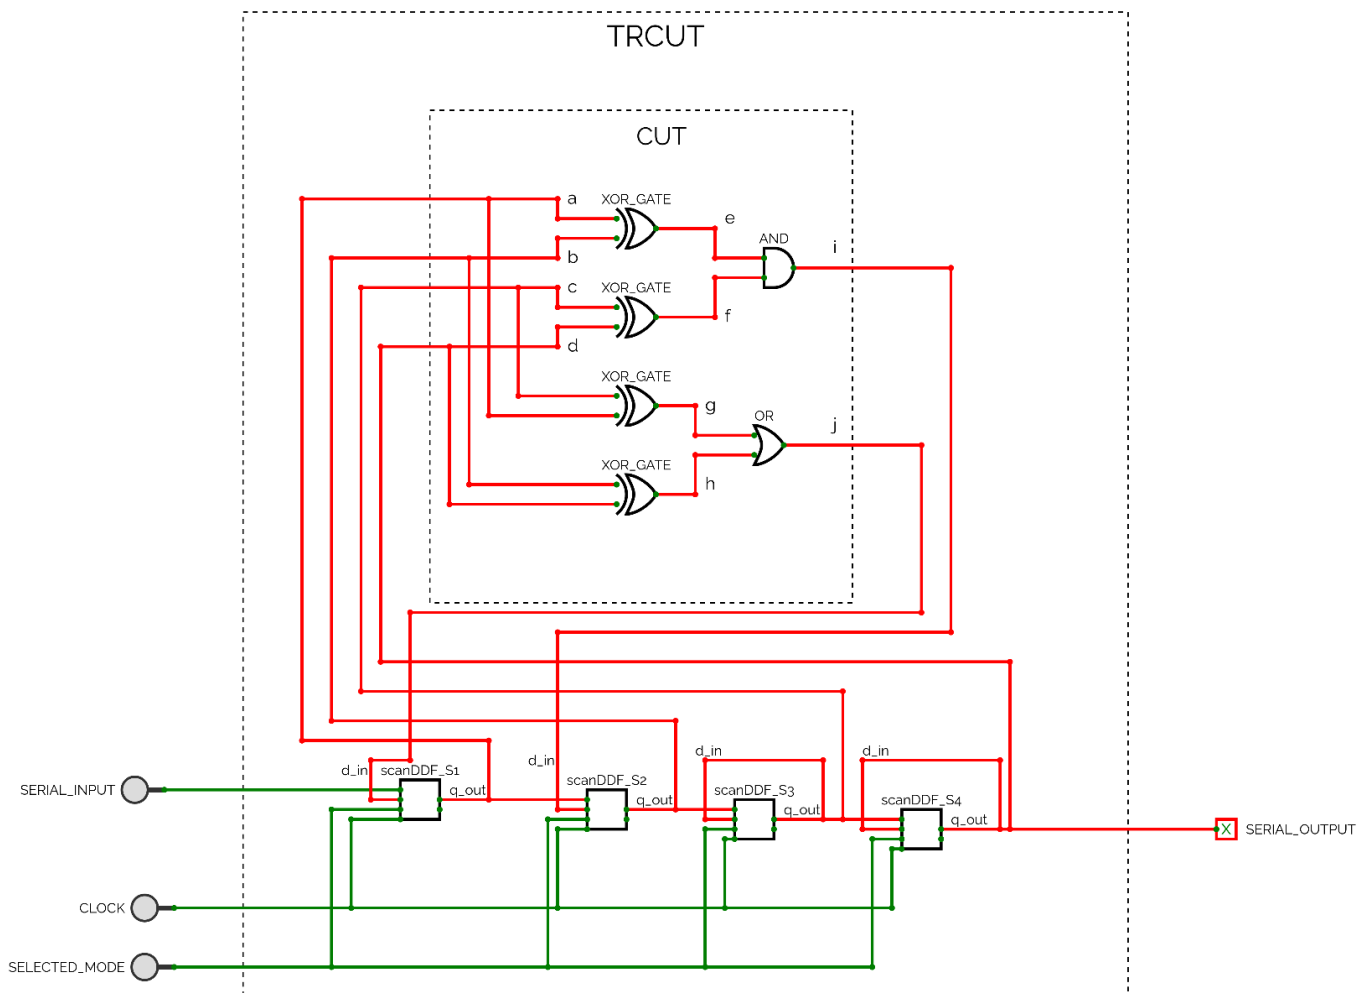 TRCUT
CUT
a
XOR_GATE
e
b
AND
i
c
XOR_GATE
f
d
XOR_GATE
g
OR
j
XOR_GATE
h
d_in
scanDDF_S1
q_out
d_in
scanDDF_S2
q_out
d_in
scanDDF_S3
q_out
d_in
scanDDF_S4
q_out
SERIAL_INPUT
X
SERIAL_OUTPUT
CLOCK
SELECTED_MODE